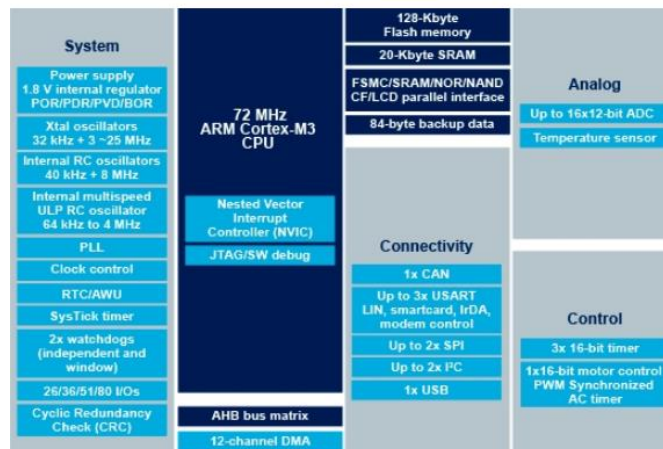 System
Power supply
1.8 V internal regulator
POR/PDR/PVD/BOR
Xtal oscillators
32 kHz + 3 ~25 MHz
Internal RC oscillators
40 kHz + 8 MHz
Internal multispeed
ULP RC oscillator
64 kHz to 4 MHz
PLL
Clock control
RTC/AWU
SysTick timer
2x watchdogs
(independent and
window)
26/36/51/80 I/Os
Cyclic Redundancy
Check (CRC)
72 MHz
ARM Cortex-M3
CPU
Nested Vector
Interrupt
Controller (NVIC)
JTAG/SW debug
AHB bus matrix
12-channel DMA
128-Kbyte
Flash memory
20-Kbyte SRAM
FSMC/SRAM/NOR/NAND
CF/LCD parallel interface
84-byte backup data
Connectivity
1x CAN
Up to 3x USART
LIN, smartcard, IrDA,
modem control
Up to 2x SPI
Up to 2x I²C
1x USB
Analog
Up to 16x12-bit ADC
Temperature sensor
Control
3x 16-bit timer
1x16-bit motor control
PWM Synchronized
AC timer